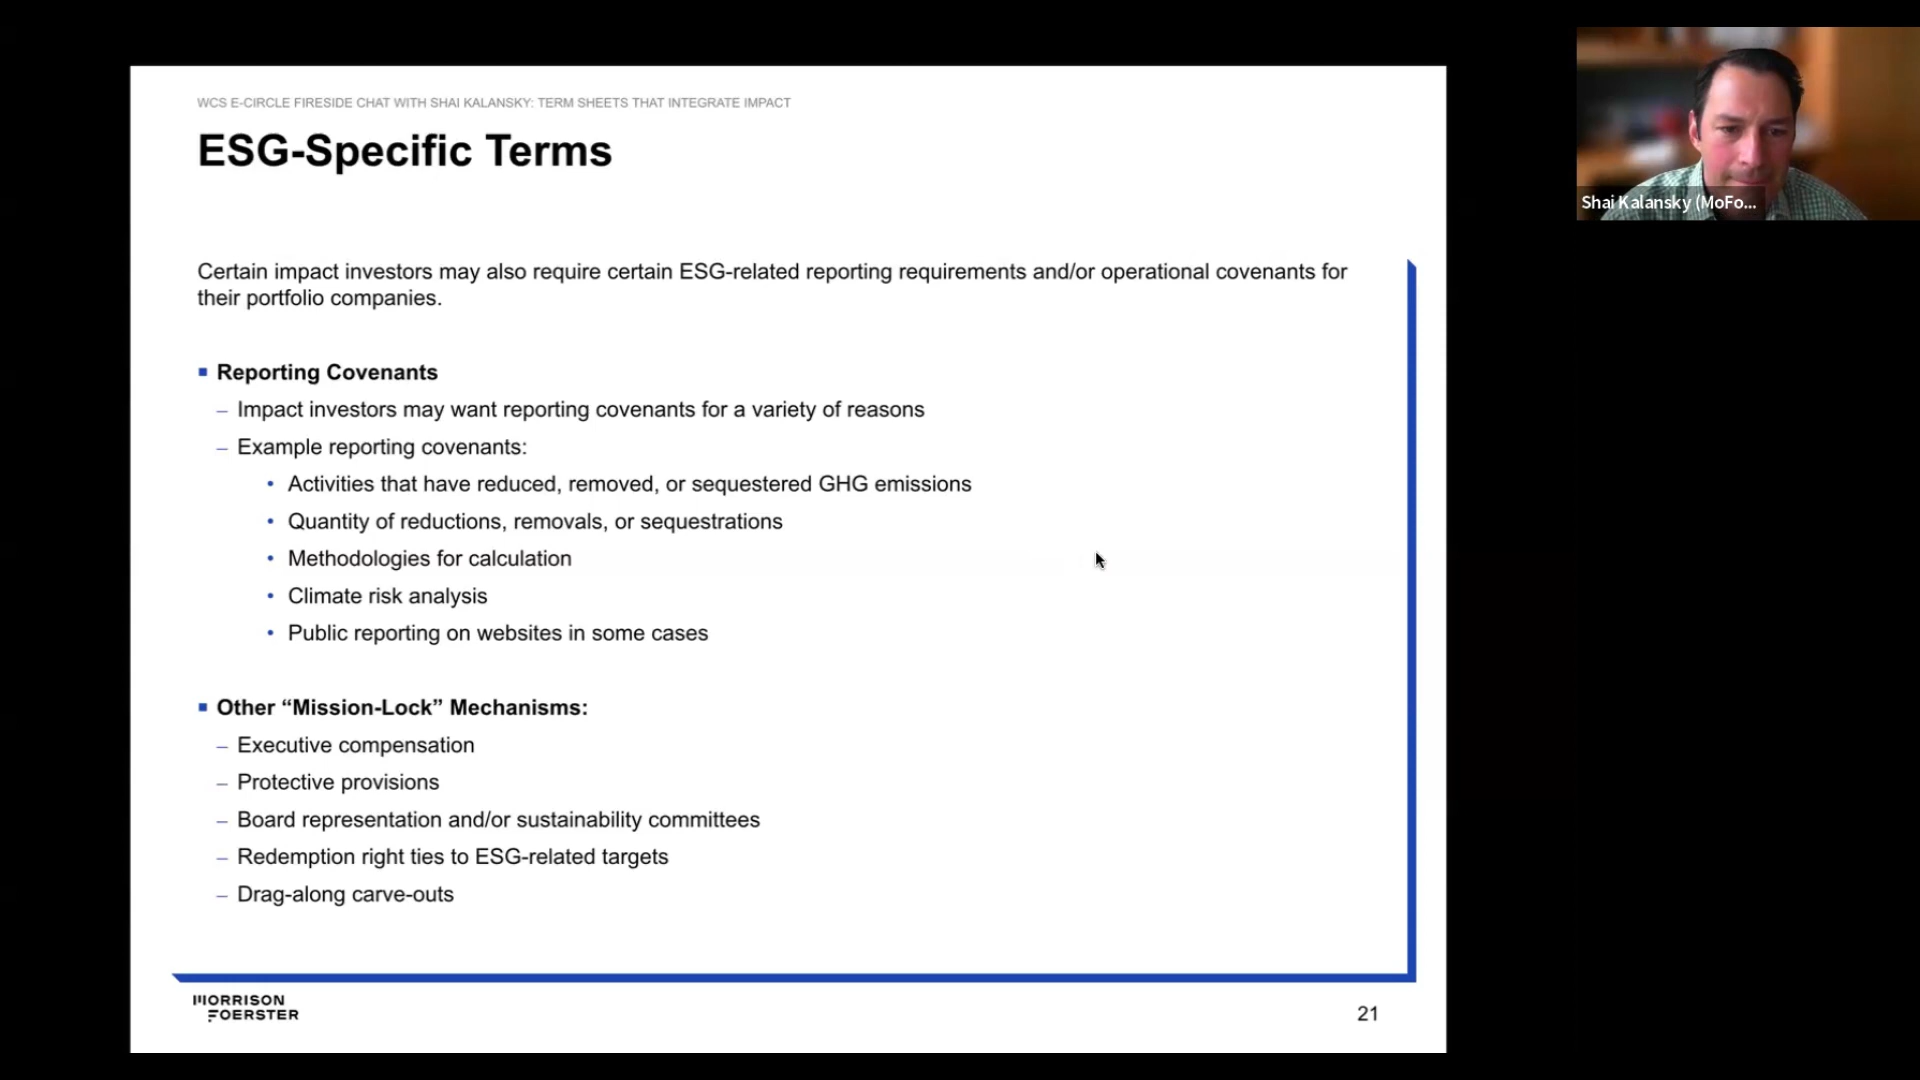 WCS E-CIRCLE FIRESIDE CHAT WITH SHAI KALANSKY: TERM SHEETS THAT INTEGRATE IMPACT
ESG-Specific Terms
Certain impact investors may also require certain ESG-related reporting requirements and/or operational covenants for
their portfolio companies.
■ Reporting Covenants
– Impact investors may want reporting covenants for a variety of reasons
– Example reporting covenants:
• Activities that have reduced, removed, or sequestered GHG emissions
• Quantity of reductions, removals, or sequestrations
• Methodologies for calculation
• Climate risk analysis
• Public reporting on websites in some cases
■ Other “Mission-Lock” Mechanisms:
– Executive compensation
– Protective provisions
– Board representation and/or sustainability committees
– Redemption right ties to ESG-related targets
– Drag-along carve-outs
MORRISON
FOERSTER
21
Shai Kalansky (MoFo...